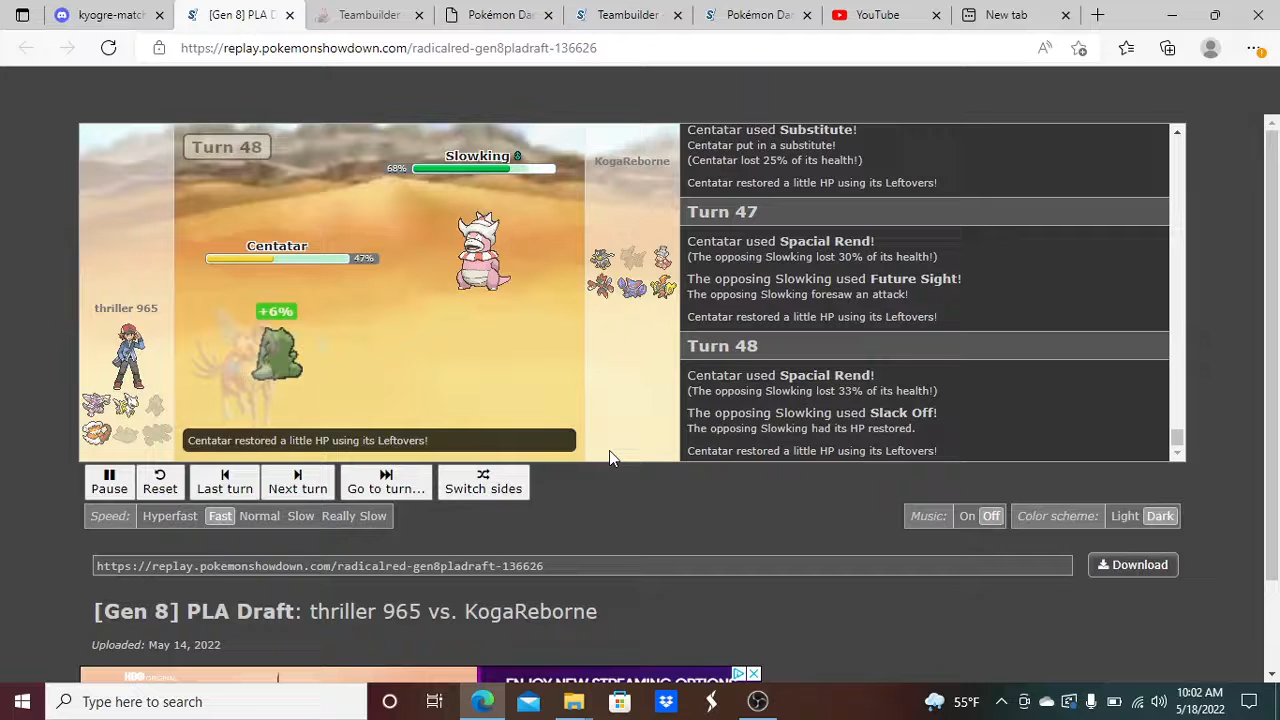 kyogre-match
[Gen 8] PLA D
Teambuilder
Pokémon Da
Teambuilder -
Pokémon Da
YouTube
New tab
https://replay.pokemonshowdown.com/radicalred-gen8pladraft-136626
Turn 48
Slowking
68%
KogaReborne
Centatar
47%
thriller 965
+6%
Centatar restored a little HP using its Leftovers!
Centatar used Substitute!
Centatar put in a substitute!
(Centatar lost 25% of its health!)
Centatar restored a little HP using its Leftovers!
Turn 47
Centatar used Spacial Rend!
(The opposing Slowking lost 30% of its health!)
The opposing Slowking used Future Sight!
The opposing Slowking foresaw an attack!
Centatar restored a little HP using its Leftovers!
Turn 48
Centatar used Spacial Rend!
(The opposing Slowking lost 33% of its health!)
The opposing Slowking used Slack Off!
The opposing Slowking had its HP restored.
Centatar restored a little HP using its Leftovers!
Pause
Reset
Last turn
Next turn
Go to turn...
Switch sides
Speed: Hyperfast Fast Normal Slow Really Slow
Music: On Off
Color scheme: Light Dark
https://replay.pokemonshowdown.com/radicalred-gen8pladraft-136626
Download
[Gen 8] PLA Draft: thriller 965 vs. KogaReborne
Uploaded: May 14, 2022
HBO ORIGINAL
ENJOY NEW STREAMING OPTIONS
Type here to search
55°F
10:02 AM
5/18/2022